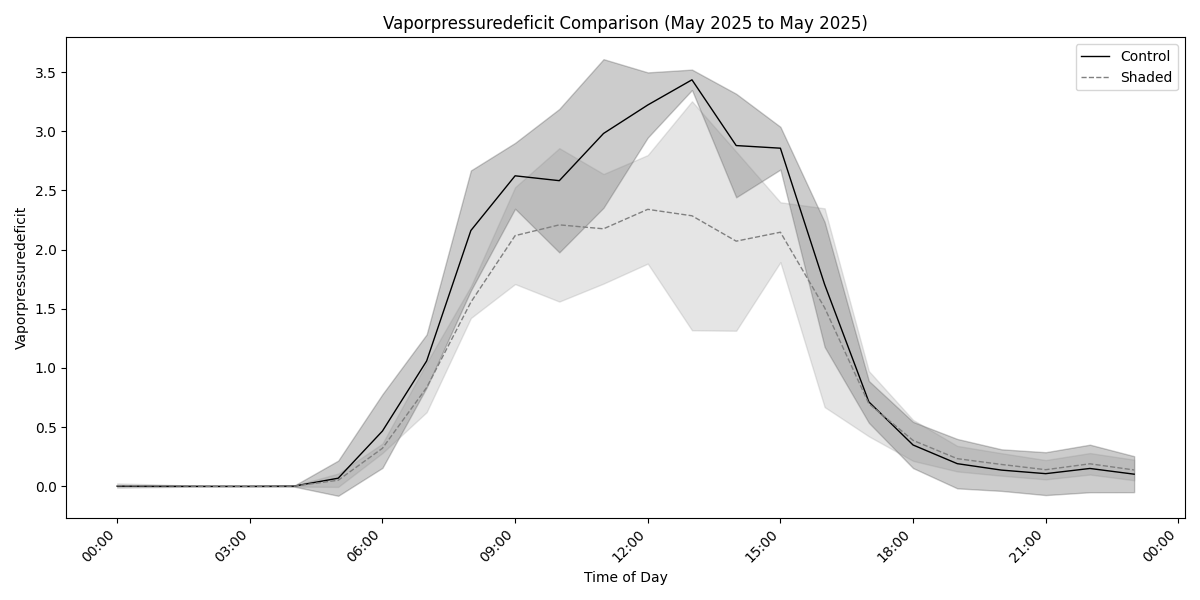 Vaporpressuredeficit Comparison (May 2025 to May 2025)
Control
Shaded
Vaporpressuredeficit
3.5
3.0
2.5
2.0
1.5
1.0
0.5
0.0
00:00 03:00 06:00 09:00 12:00 15:00 18:00 21:00 00:00
Time of Day